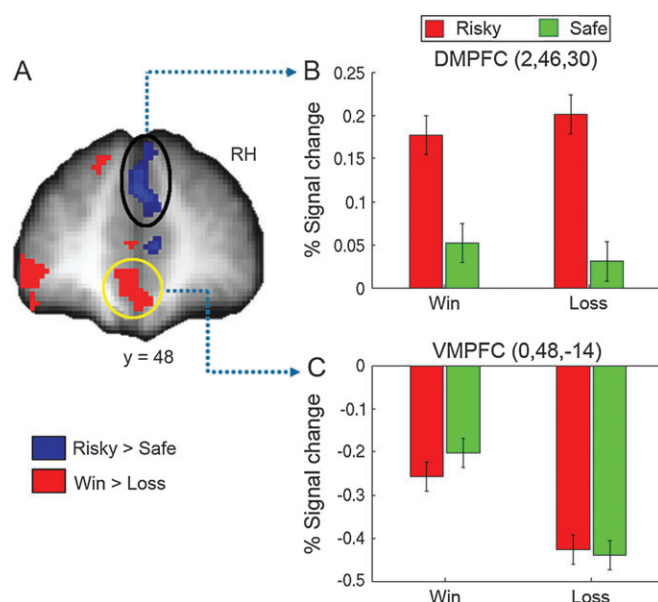 Risky Safe
A
B
DMPFC (2,46,30)
RH
% Signal change
0.25
0.2
0.15
0.1
0.05
0
Win Loss
y = 48
C
VMPFC (0,48,-14)
% Signal change
0
-0.1
-0.2
-0.3
-0.4
-0.5
Win Loss
Risky > Safe
Win > Loss